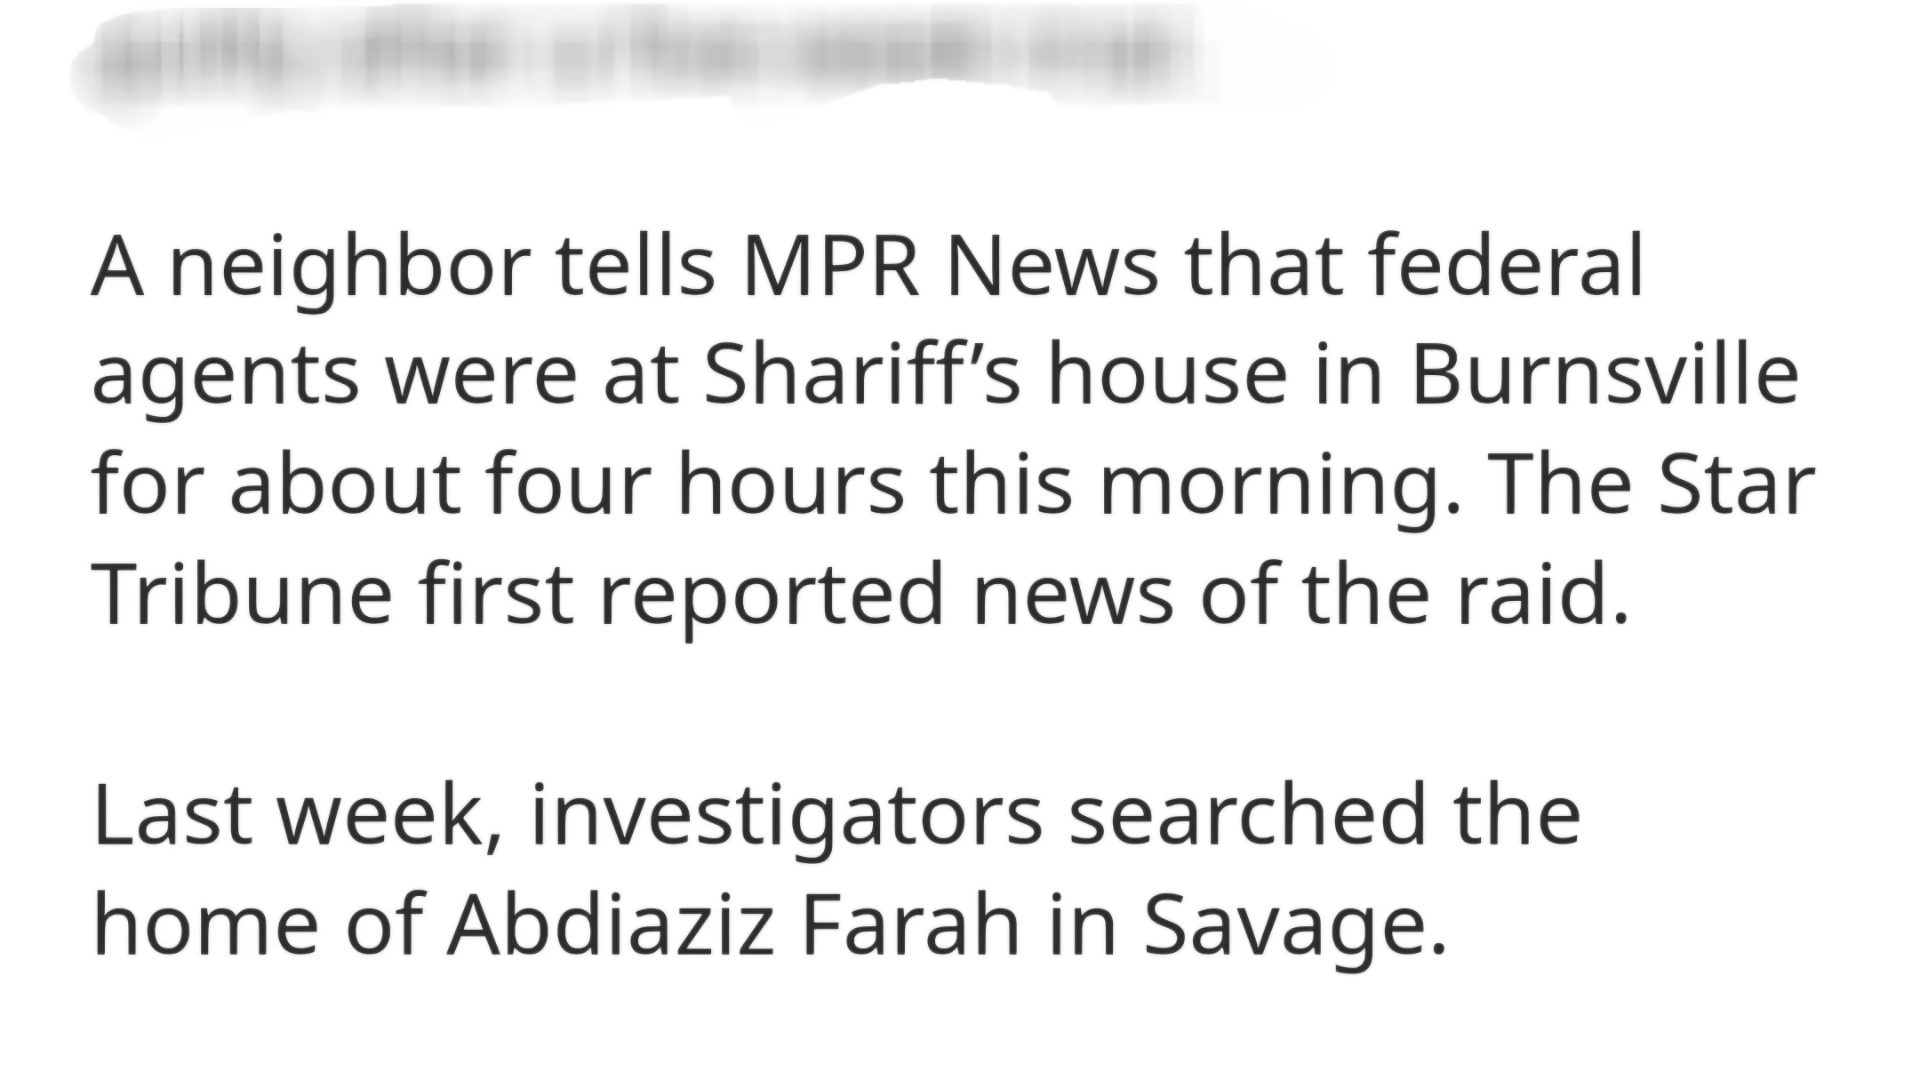 A neighbor tells MPR News that federal
agents were at Shariff’s house in Burnsville
for about four hours this morning. The Star
Tribune first reported news of the raid.
Last week, investigators searched the
home of Abdiaziz Farah in Savage.